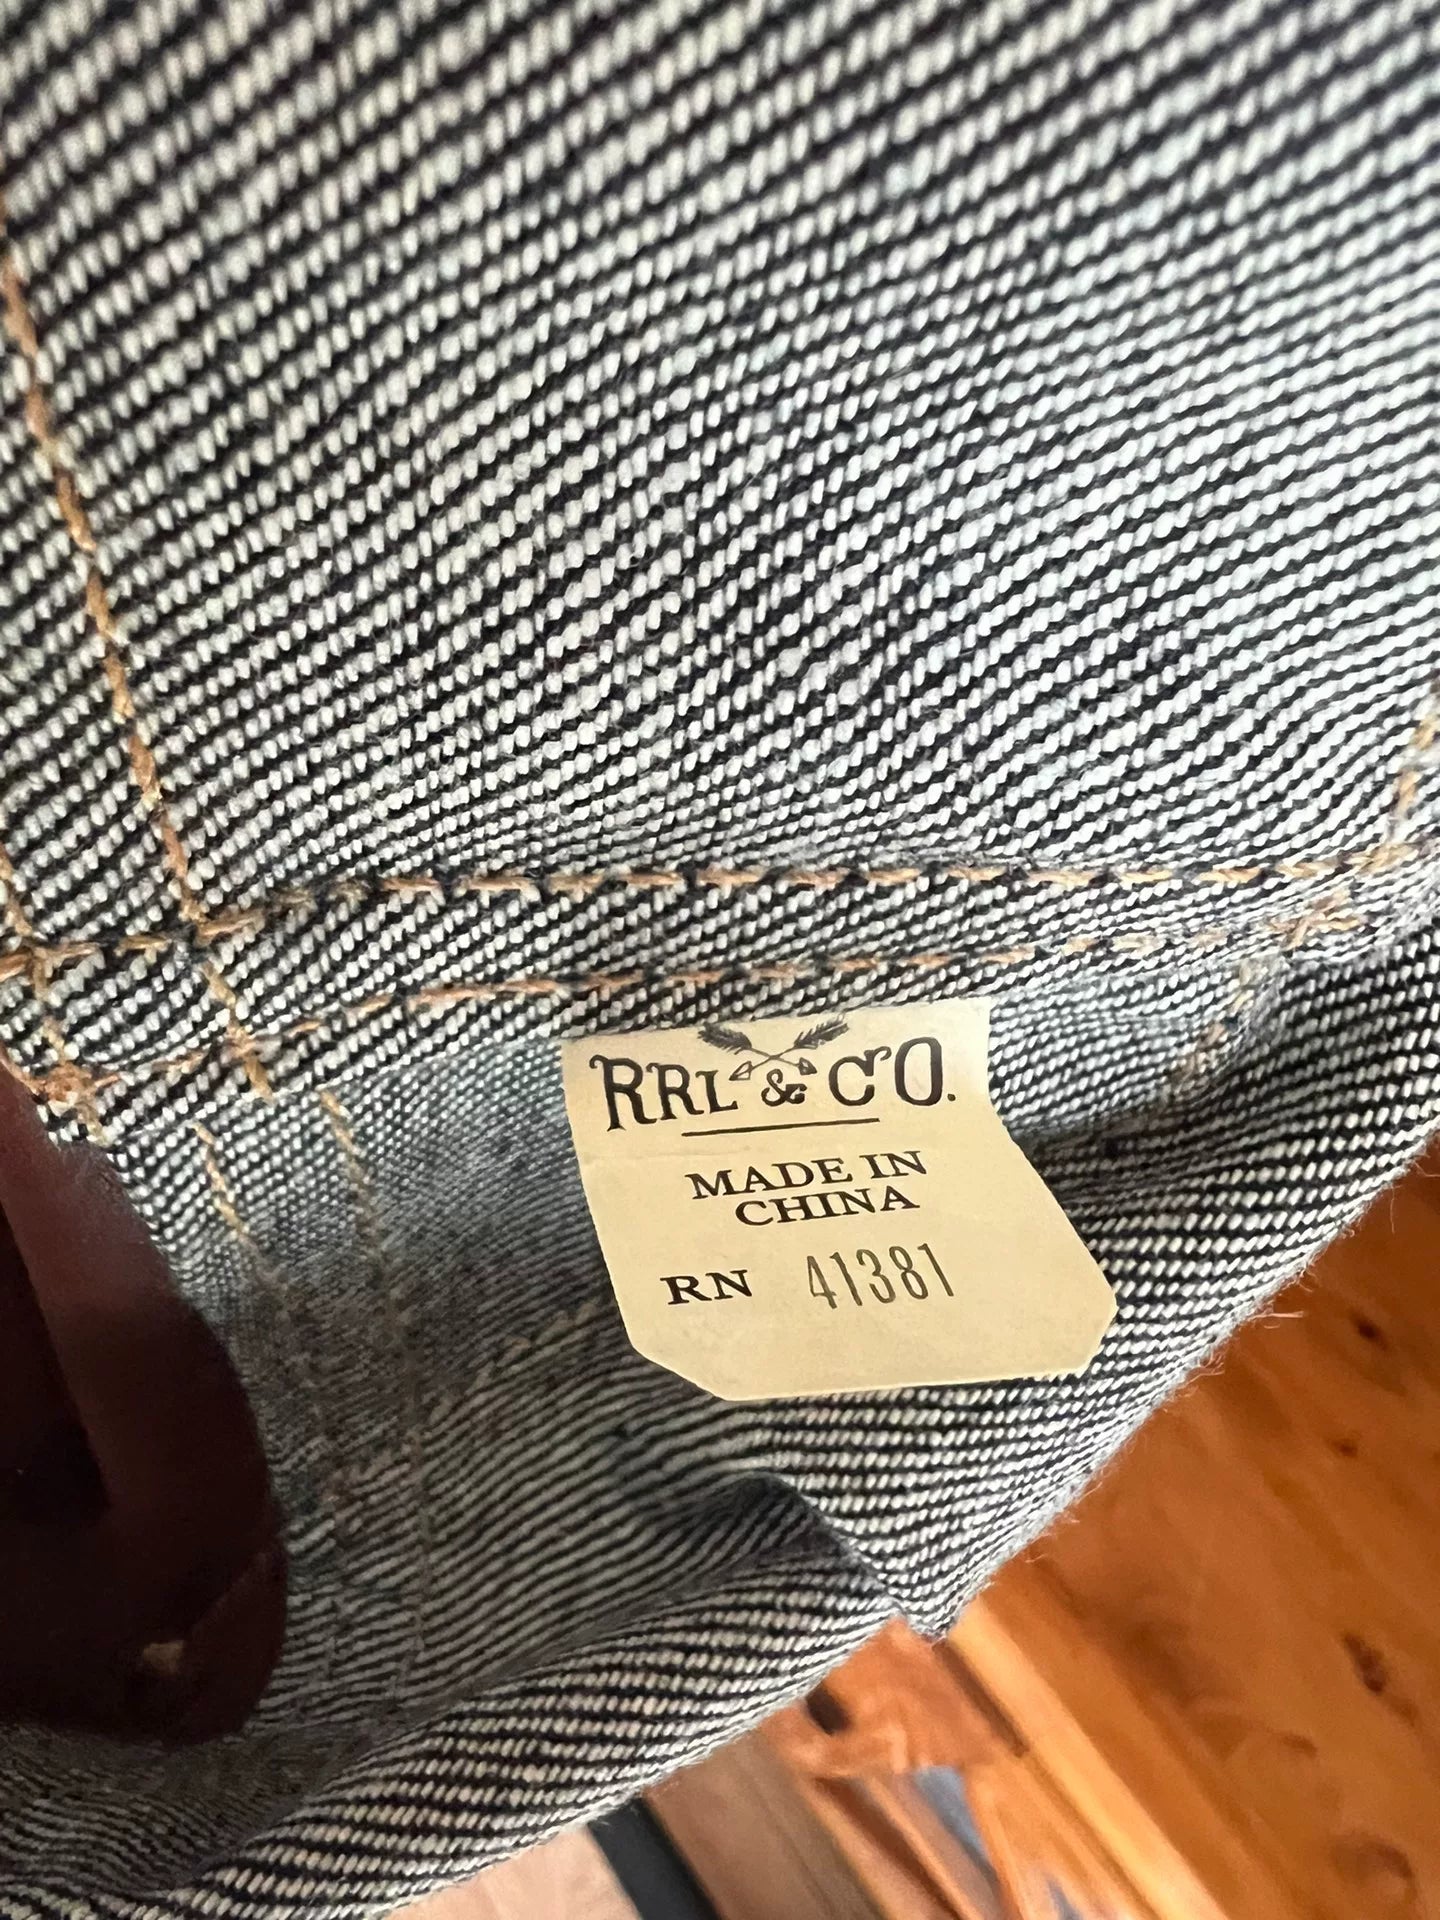 RRL & CO.
MADE IN
CHINA
RN 41381